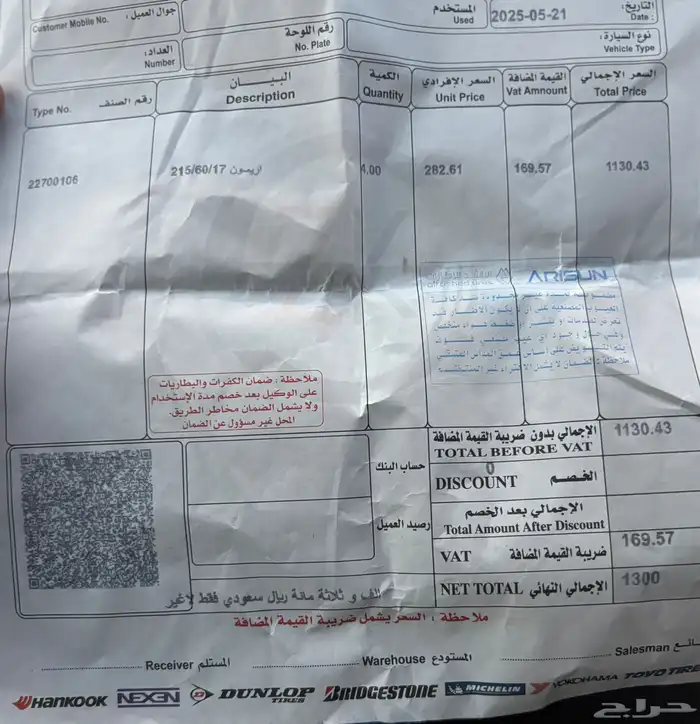 جوال العميل :
Customer Mobile No.
المستخدم
Used
2025-05-21
التاريخ:
Date :
العداد:
Number
رقم اللوحة
No. Plate
نوع السيارة:
Vehicle Type
رقم الصنف Type No.
البيـــان
Description
الكمية
Quantity
السعر الإفرادي
Unit Price
القيمة المضافة
Vat Amount
السعر الإجمالي
Total Price
22700106
اريسون 215/60/17
4.00
282.61
169.57
1130.43
ARISUN
ملاحظة : ضمان الكفرات والبطاريات
على الوكيل بعد خصم مدة الإستخدام
ولا يشمل الضمان مخاطر الطريق.
المحل غير مسؤول عن الضمان
حساب البنك
رصيد العميل
الإجمالي بدون ضريبة القيمة المضافة
TOTAL BEFORE VAT
1130.43
0
DISCOUNT الخصـــم
الإجمالي بعد الخصم
Total Amount After Discount
VAT ضريبة القيمة المضافة
169.57
NET TOTAL الإجمالي النهائي
1300
الف و ثلاثة مائة ريال سعودي فقط لاغير
ملاحظة : السعر يشمل ضريبة القيمة المضافة
Receiver المستلم
Warehouse المستودع
Salesman
HANKOOK NEXEN DUNLOP TIRES BRIDGESTONE MICHELIN YOKOHAMA TOYO TIRE
حراج